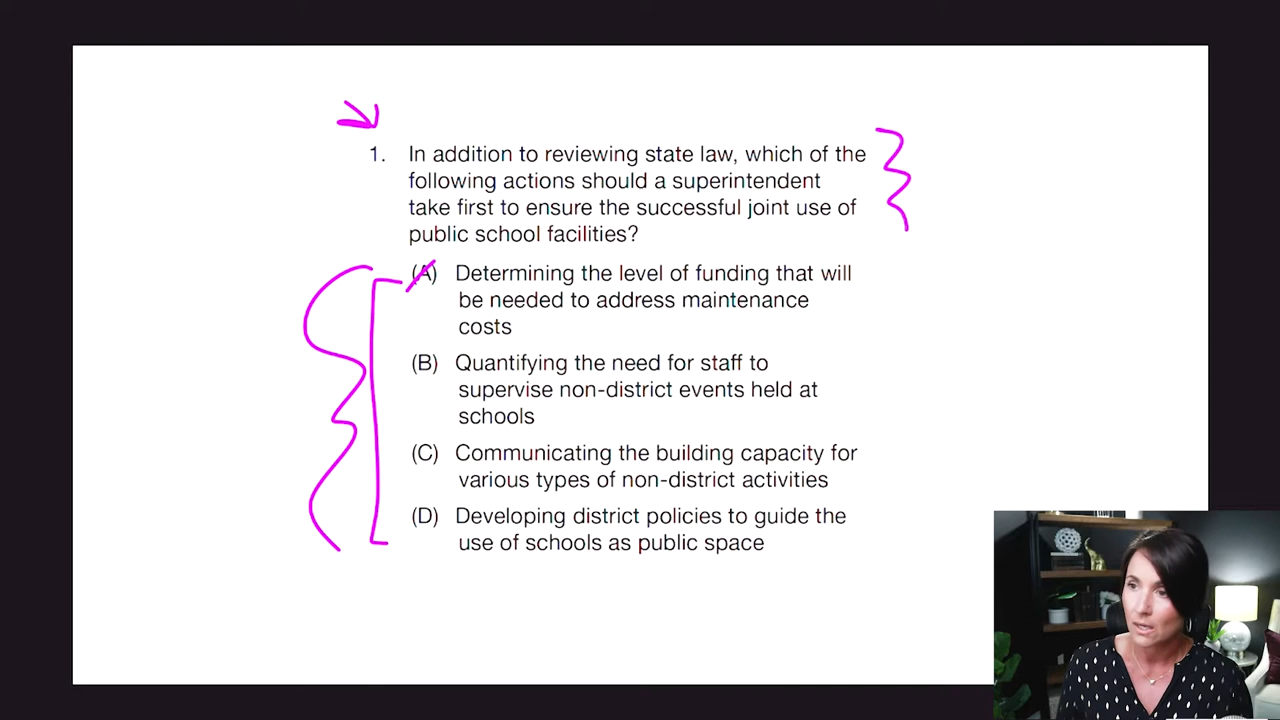 1. In addition to reviewing state law, which of the
following actions should a superintendent
take first to ensure the successful joint use of
public school facilities?
(A) Determining the level of funding that will
be needed to address maintenance
costs
(B) Quantifying the need for staff to
supervise non-district events held at
schools
(C) Communicating the building capacity for
various types of non-district activities
(D) Developing district policies to guide the
use of schools as public space